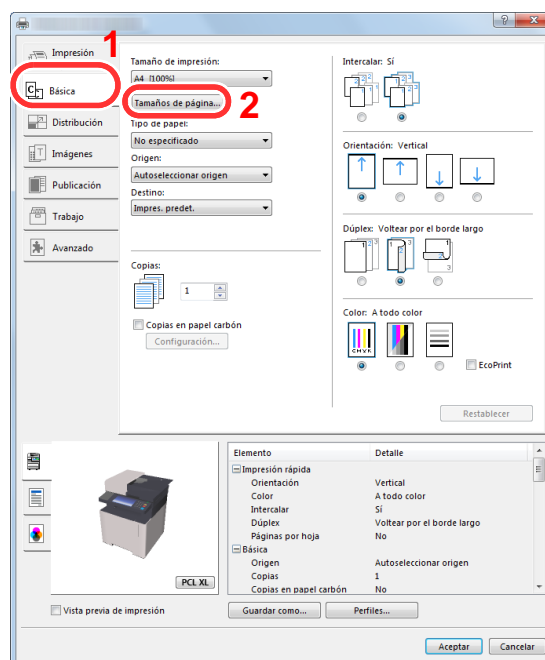 1
Impresión
Básica
Distribución
Imágenes
Publicación
Trabajo
Avanzado
Tamaño de impresión:
A4 [100%]
Tamaños de página...
2
Tipo de papel:
No especificado
Origen:
Autoseleccionar origen
Destino:
Impres. predet.
Copias:
1
Copias en papel carbón
Configuración...
Intercalar: Sí
Orientación: Vertical
Dúplex: Voltear por el borde largo
Color: A todo color
CMYK
EcoPrint
Restablecer
PCL XL
Vista previa de impresión
Elemento Detalle
Impresión rápida
Orientación Vertical
Color A todo color
Intercalar Sí
Dúplex Voltear por el borde largo
Páginas por hoja No
Básica
Origen Autoseleccionar origen
Copias 1
Copias en papel carbón No
Guardar como... Perfiles...
Aceptar Cancelar